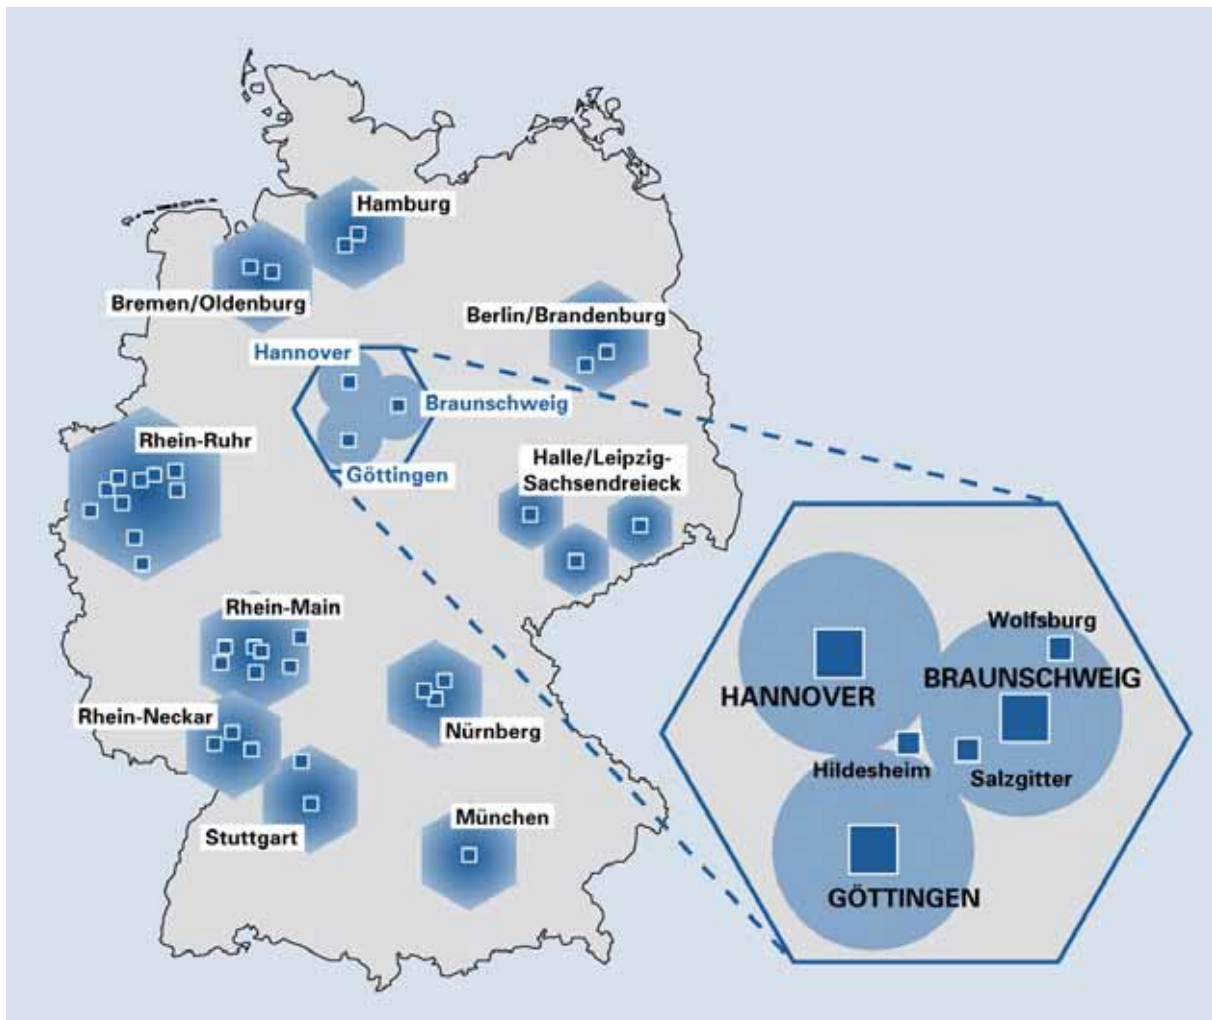 Hamburg
Bremen/Oldenburg
Berlin/Brandenburg
Hannover
Braunschweig
Göttingen
Rhein-Ruhr
Halle/Leipzig-
Sachsendreieck
Rhein-Main
Rhein-Neckar
Nürnberg
Stuttgart
München
Wolfsburg
BRAUNSCHWEIG
HANNOVER
Hildesheim
Salzgitter
GÖTTINGEN